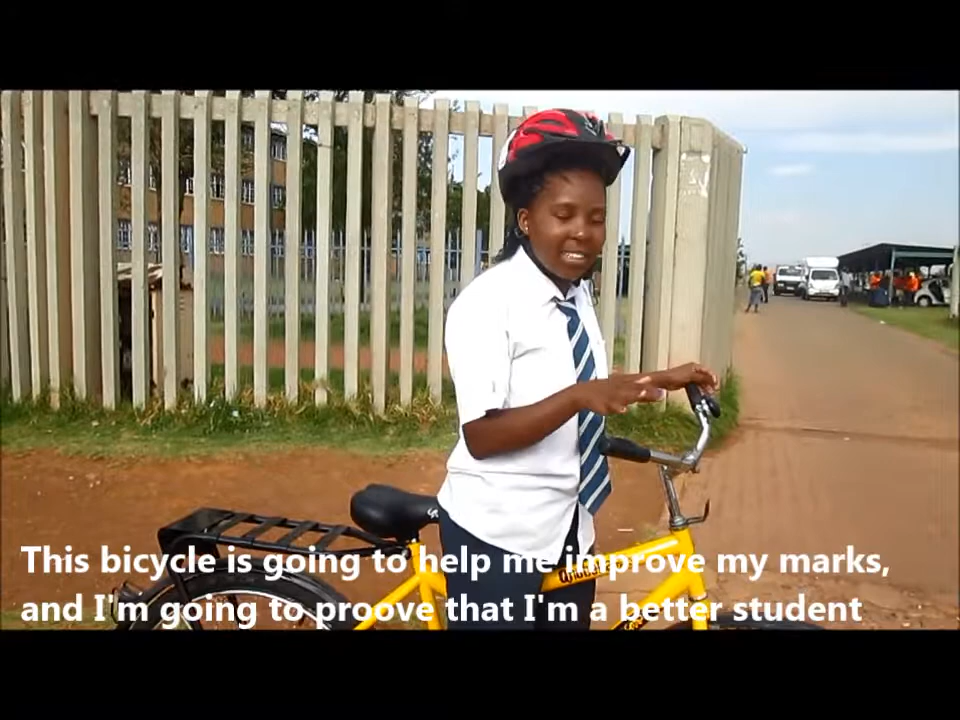 This bicycle is going to help me improve my marks,
and I'm going to proove that I'm a better student